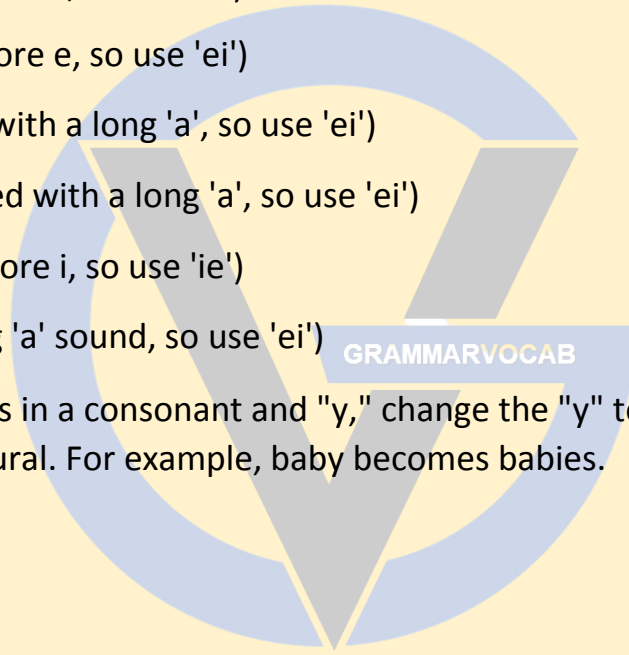 ore e, so use 'ei')
with a long 'a', so use 'ei')
ed with a long 'a', so use 'ei')
ore i, so use 'ie')
g 'a' sound, so use 'ei')
GRAMMARVOCAB
s in a consonant and "y," change the "y" to
ural. For example, baby becomes babies.